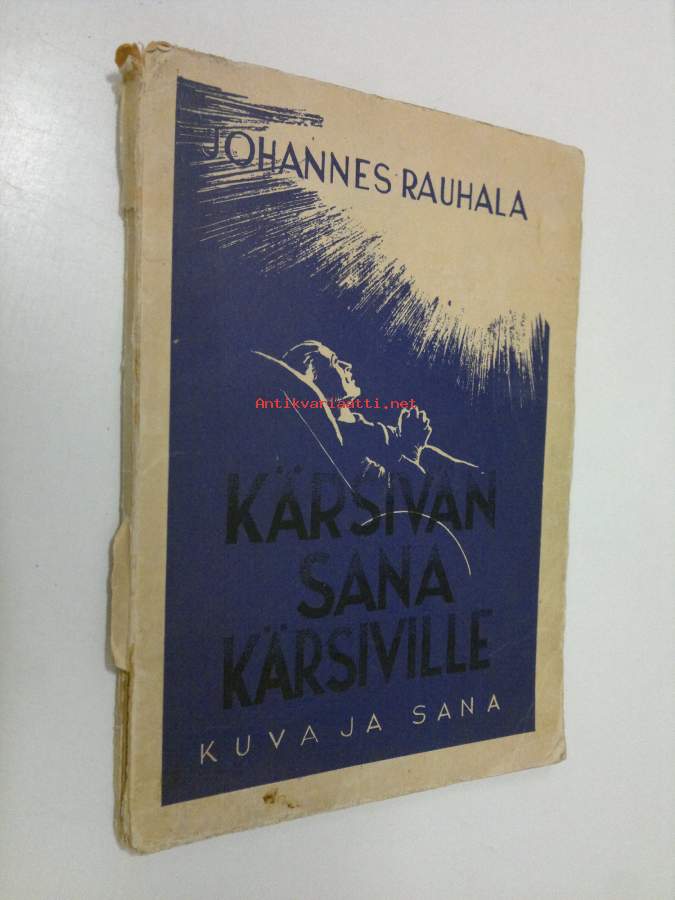 JOHANNES RAUHALA
Antikvariaatti.net
KÄRSIVÄN
SANA
KÄRSIVILLE
KUVA JA SANA